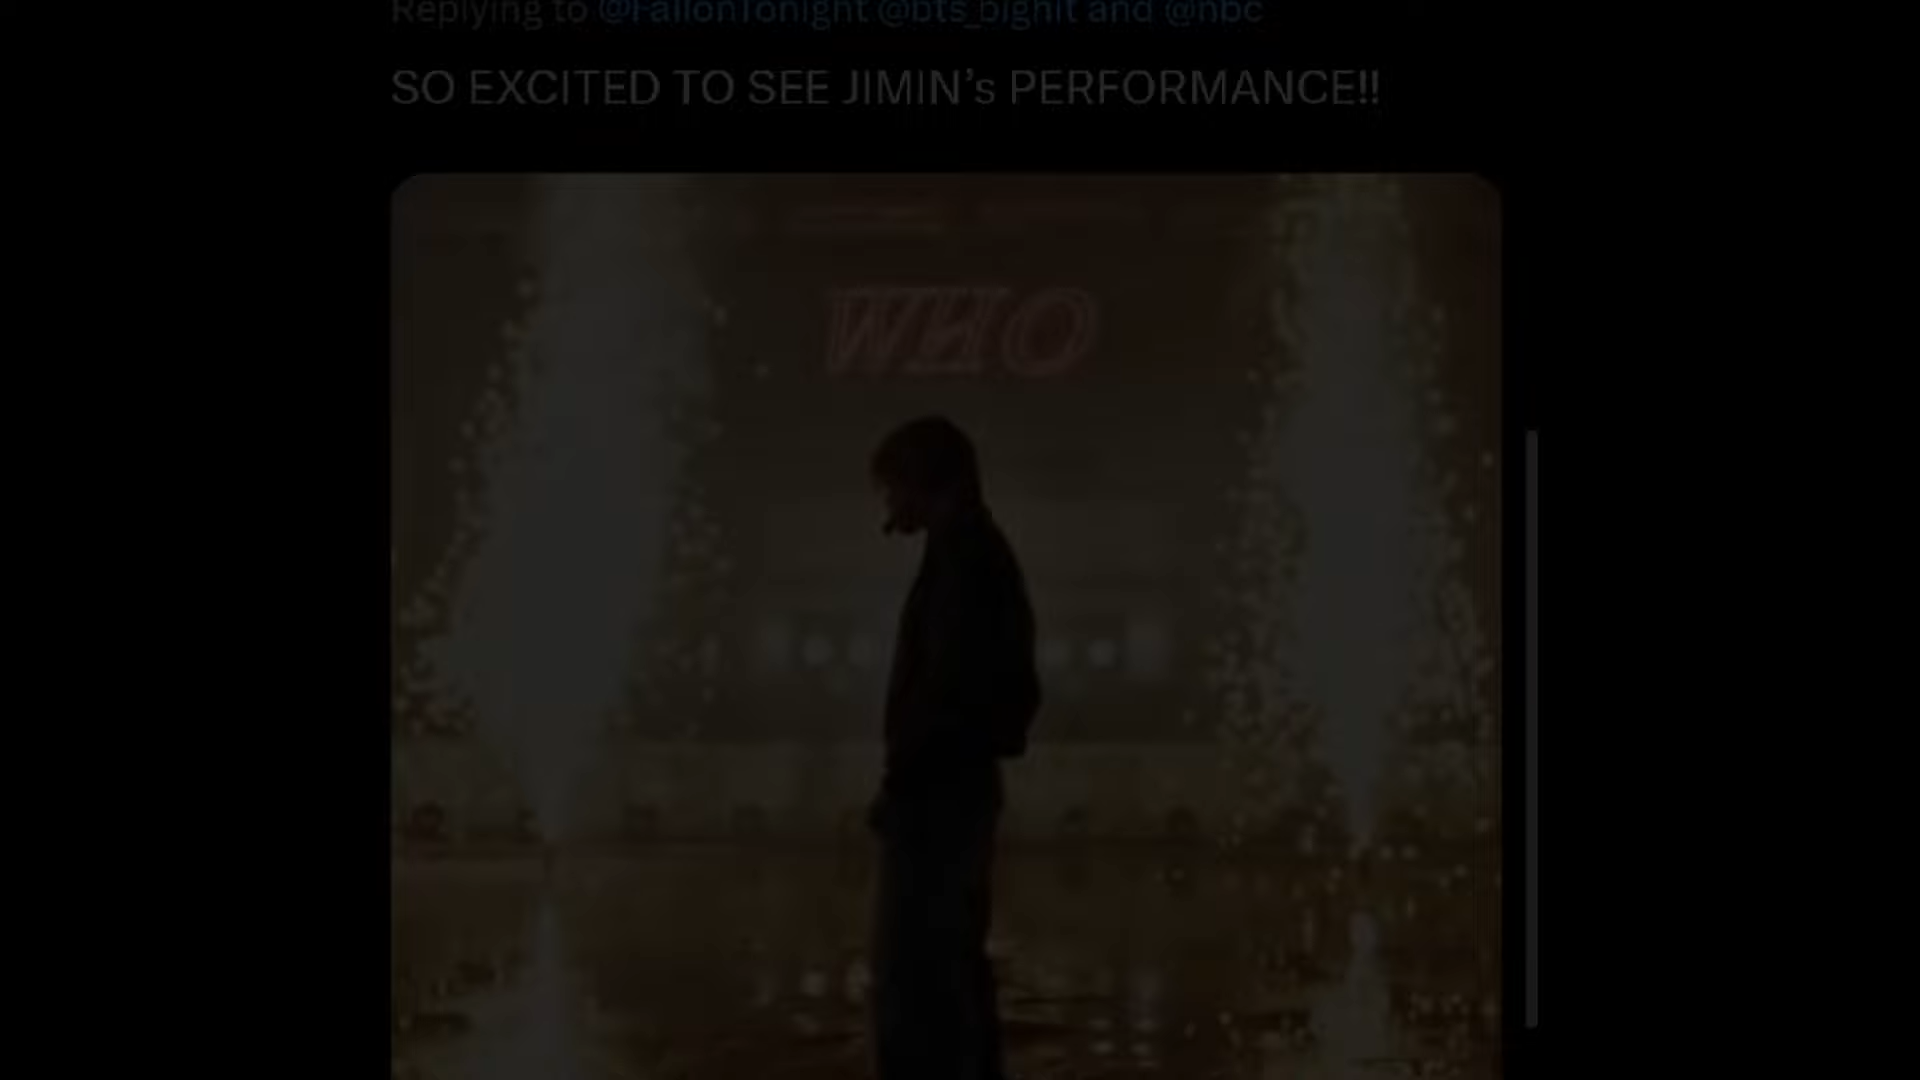 Replying to @FallonTonight @bts_bighit and @nbc
SO EXCITED TO SEE JIMIN’s PERFORMANCE!!
WHO